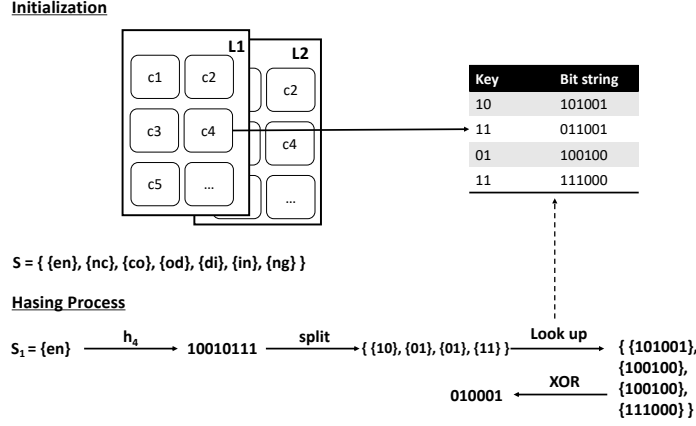 Initialization
L1
L2
c1 c2 c2
c3 c4 c4
c5 ... ...
Key Bit string
10 101001
11 011001
01 100100
11 111000
S = { {en}, {nc}, {co}, {od}, {di}, {in}, {ng} }
Hasing Process
S1 = {en} h4 10010111 split { {10}, {01}, {01}, {11} } Look up { {101001},
{100100},
{100100},
{111000} }
010001 XOR